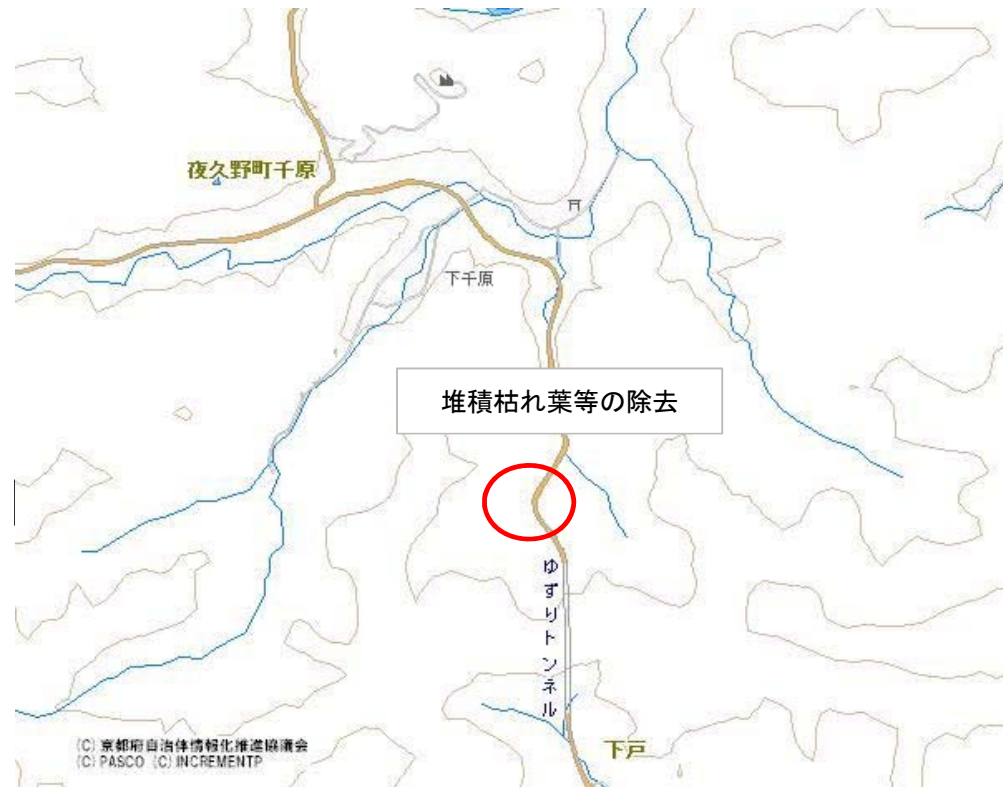 夜久野町千原
下千原
堆積枯れ葉等の除去
ゆずりトンネル
下戸
(C) 京都府自治体情報化推進協議会
(C) PASCO (C) INCREMENTP